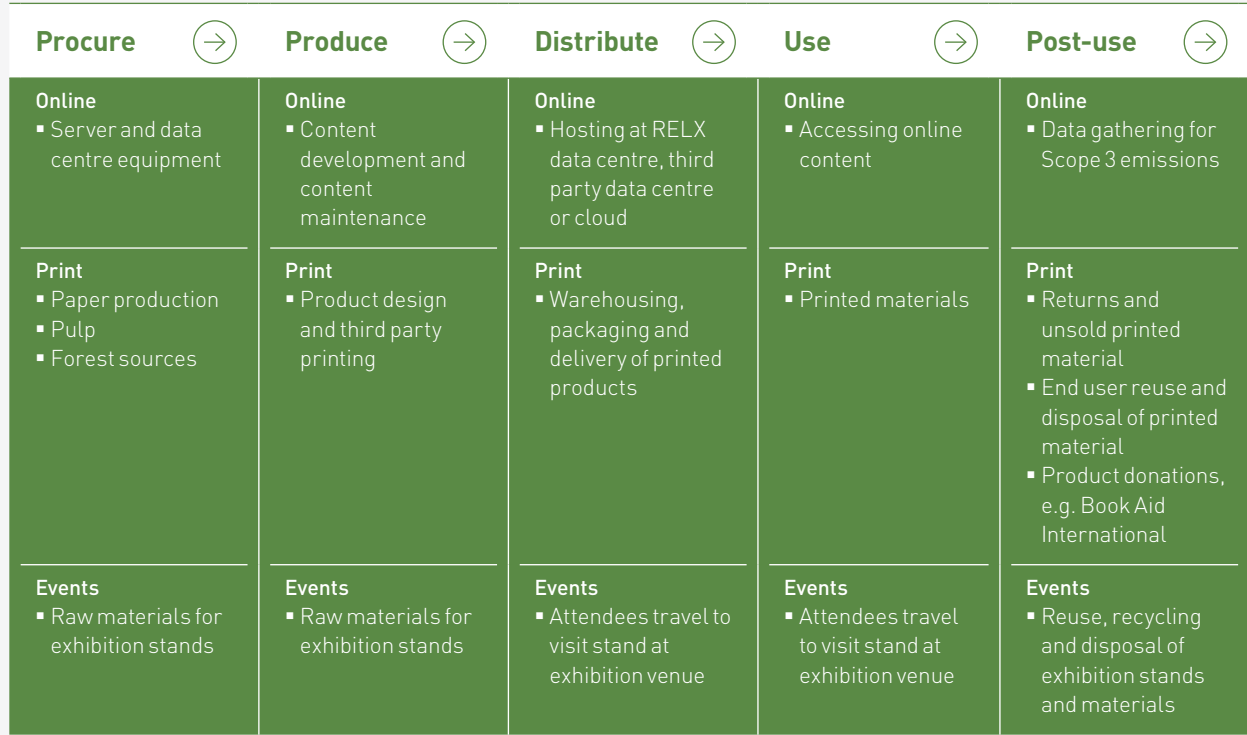 Procure
Produce
Distribute
Use
Post-use
Online
▪ Server and data
centre equipment
Online
▪ Content
development and
content
maintenance
Online
▪ Hosting at RELX
data centre, third
party data centre
or cloud
Online
▪ Accessing online
content
Online
▪ Data gathering for
Scope 3 emissions
Print
▪ Paper production
▪ Pulp
▪ Forest sources
Print
▪ Product design
and third party
printing
Print
▪ Warehousing,
packaging and
delivery of printed
products
Print
▪ Printed materials
Print
▪ Returns and
unsold printed
material
▪ End user reuse and
disposal of printed
material
▪ Product donations,
e.g. Book Aid
International
Events
▪ Raw materials for
exhibition stands
Events
▪ Raw materials for
exhibition stands
Events
▪ Attendees travel to
visit stand at
exhibition venue
Events
▪ Attendees travel
to visit stand at
exhibition venue
Events
▪ Reuse, recycling
and disposal of
exhibition stands
and materials